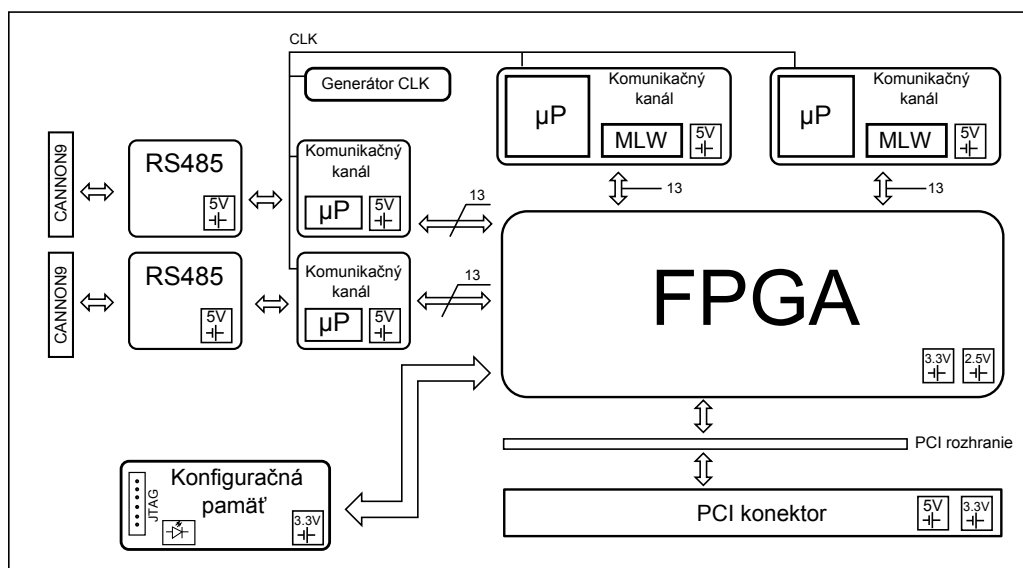 CLK
Generátor CLK
Komunikačný
kanál
µP
MLW
5V
Komunikačný
kanál
µP
MLW
5V
13
13
CANNON9
RS485
5V
Komunikačný
kanál
µP
5V
13
CANNON9
RS485
5V
Komunikačný
kanál
µP
5V
13
FPGA
3.3V
2.5V
PCI rozhranie
Konfiguračná
pamäť
JTAG
3.3V
PCI konektor
5V
3.3V